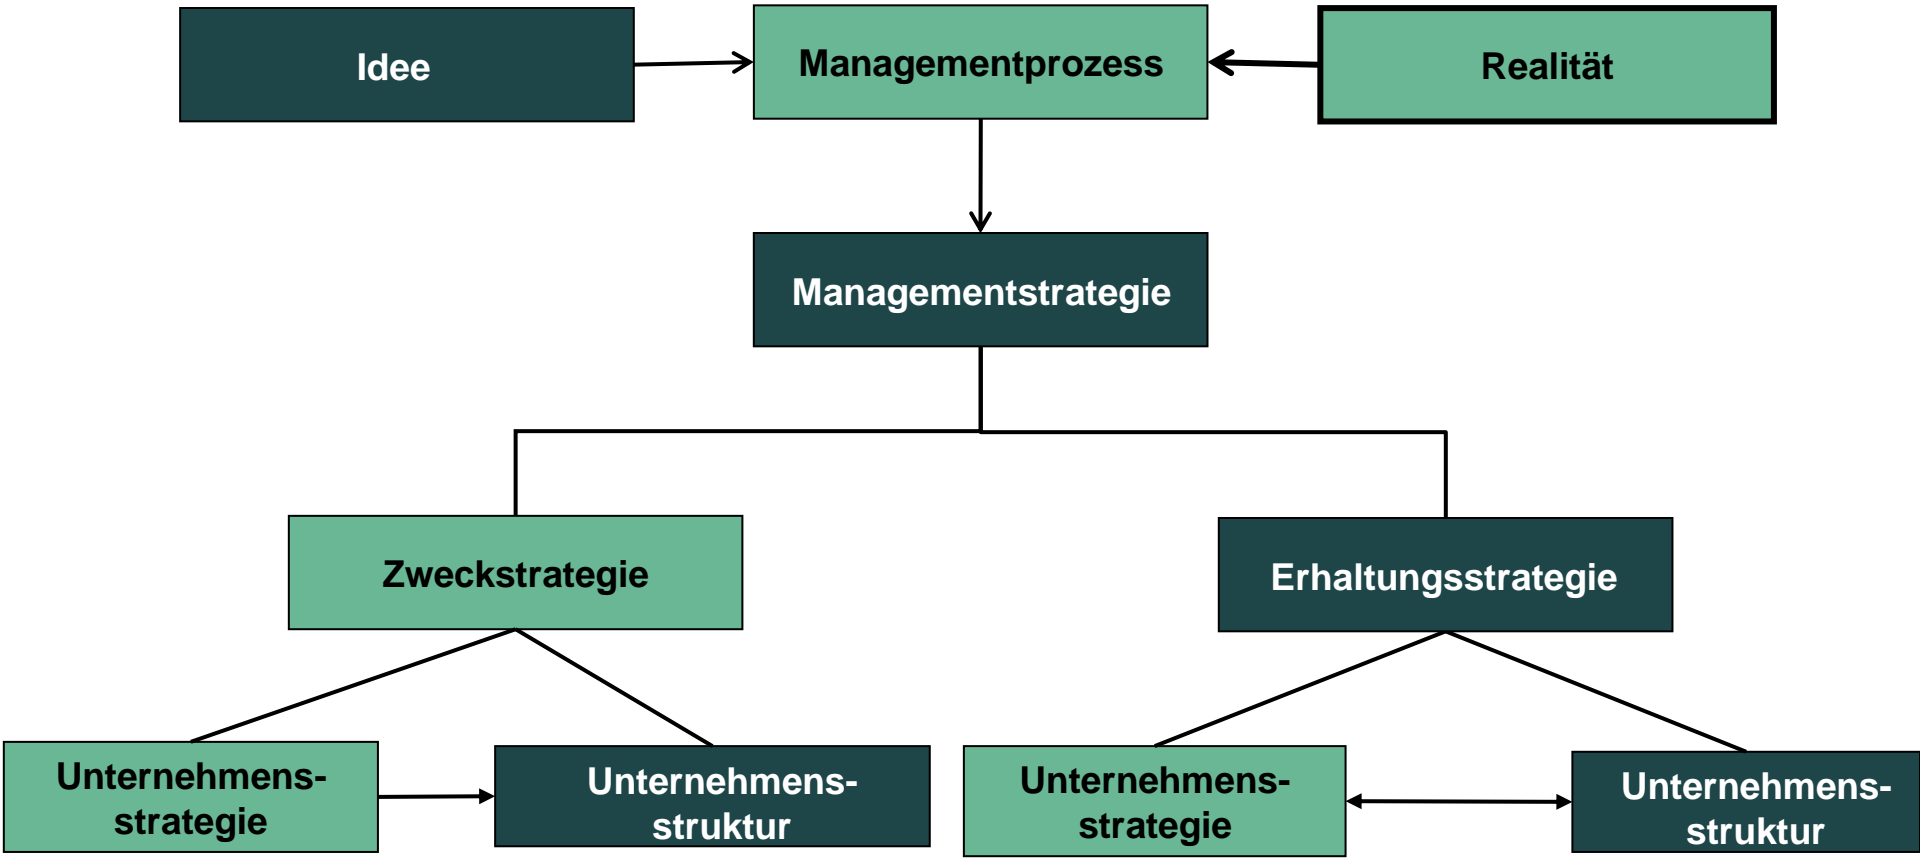 Idee
Managementprozess
Realität
Managementstrategie
Zweckstrategie
Erhaltungsstrategie
Unternehmens-
strategie
Unternehmens-
struktur
Unternehmens-
strategie
Unternehmens-
struktur